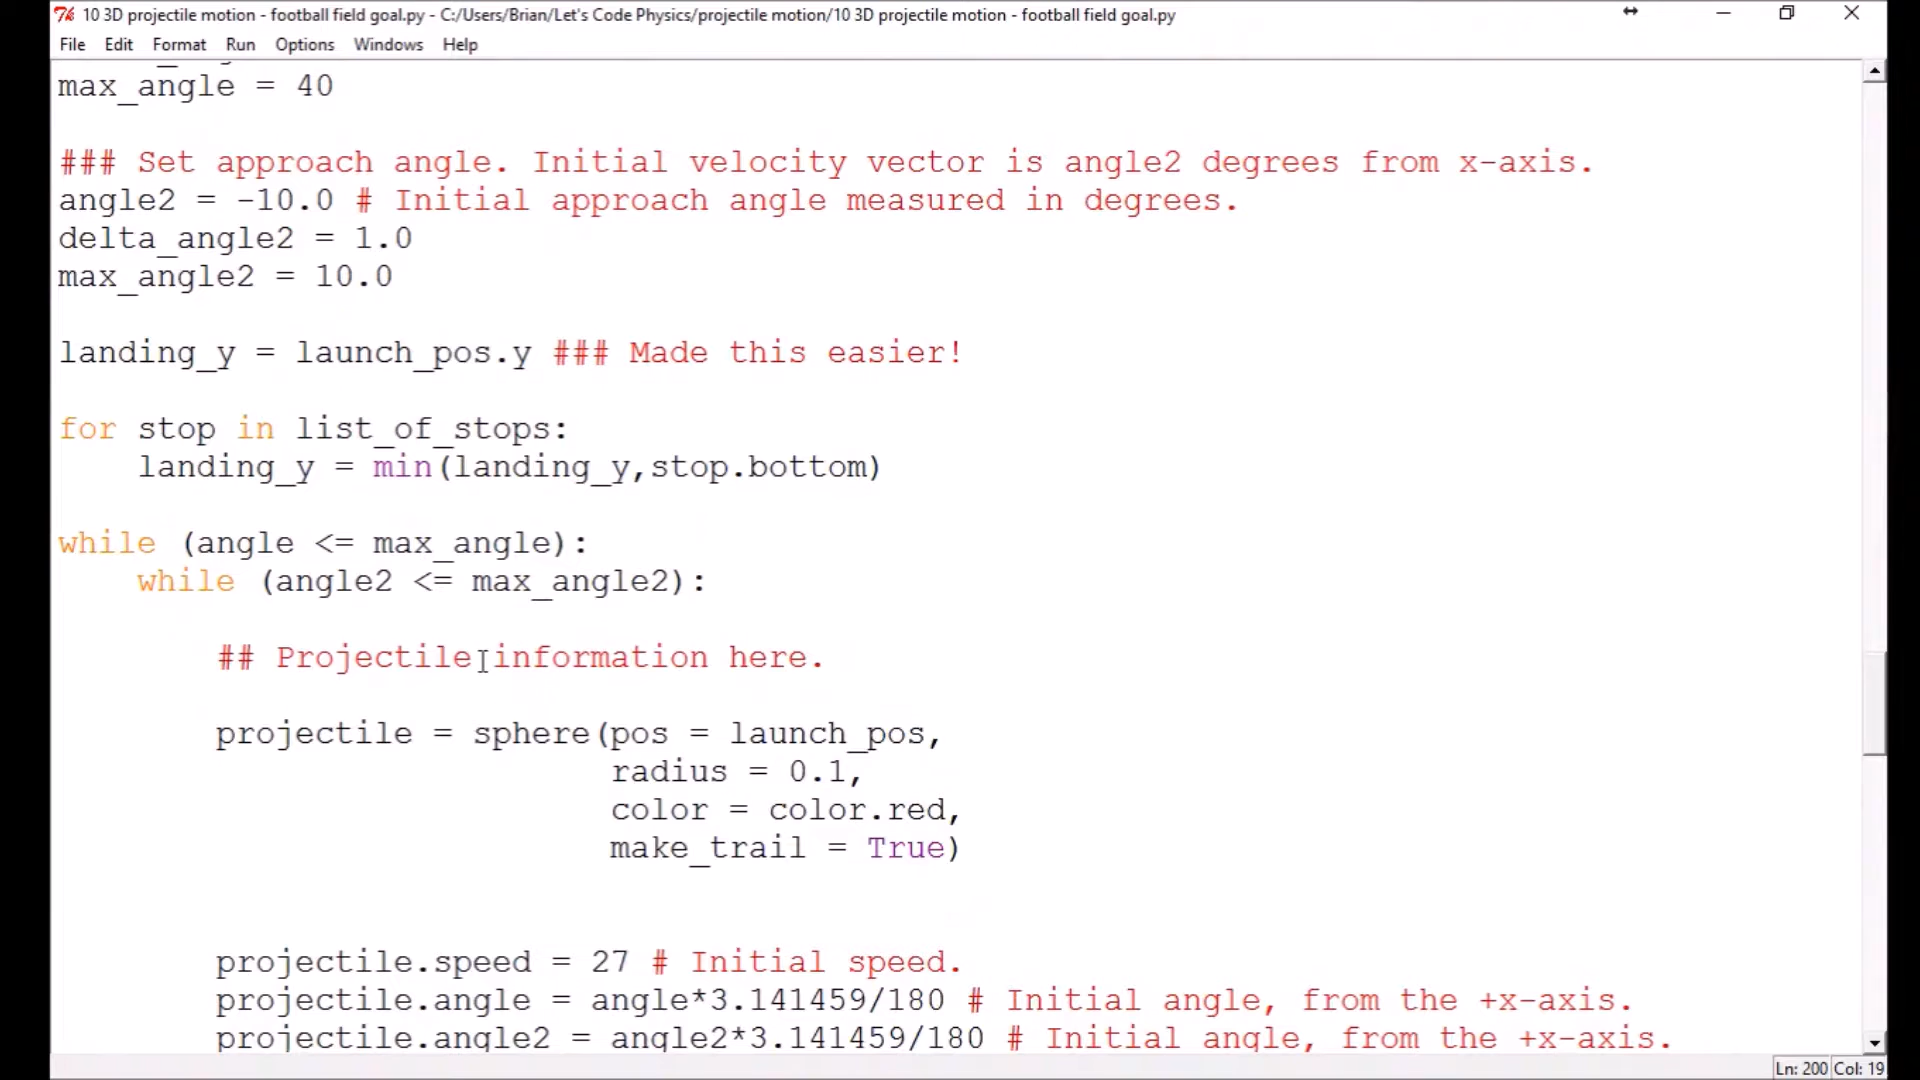 10 3D projectile motion - football field goal.py - C:/Users/Brian/Let's Code Physics/projectile motion/10 3D projectile motion - football field goal.py
File Edit Format Run Options Windows Help
max_angle = 40
### Set approach angle. Initial velocity vector is angle2 degrees from x-axis.
angle2 = -10.0 # Initial approach angle measured in degrees.
delta_angle2 = 1.0
max_angle2 = 10.0
landing_y = launch_pos.y ### Made this easier!
for stop in list_of_stops:
    landing_y = min(landing_y,stop.bottom)
while (angle <= max_angle):
    while (angle2 <= max_angle2):
        ## Projectile information here.
        projectile = sphere(pos = launch_pos,
                            radius = 0.1,
                            color = color.red,
                            make_trail = True)
        projectile.speed = 27 # Initial speed.
        projectile.angle = angle*3.141459/180 # Initial angle, from the +x-axis.
        projectile.angle2 = angle2*3.141459/180 # Initial angle, from the +x-axis.
Ln: 200 Col: 19